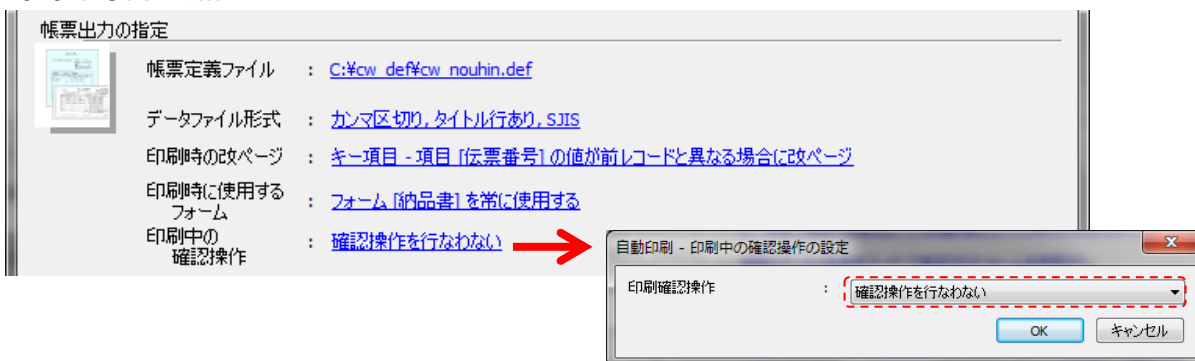 帳票出力の指定
帳票定義ファイル : C:¥cw_def¥cw_nouhin.def
データファイル形式 : カンマ区切り, タイトル行あり, SJIS
印刷時の改ページ : キー項目 - 項目 [伝票番号] の値が前レコードと異なる場合に改ページ
印刷時に使用する
フォーム : フォーム [納品書] を常に使用する
印刷中の
確認操作 : 確認操作を行なわない
自動印刷 - 印刷中の確認操作の設定
印刷確認操作 : 確認操作を行なわない
OK キャンセル